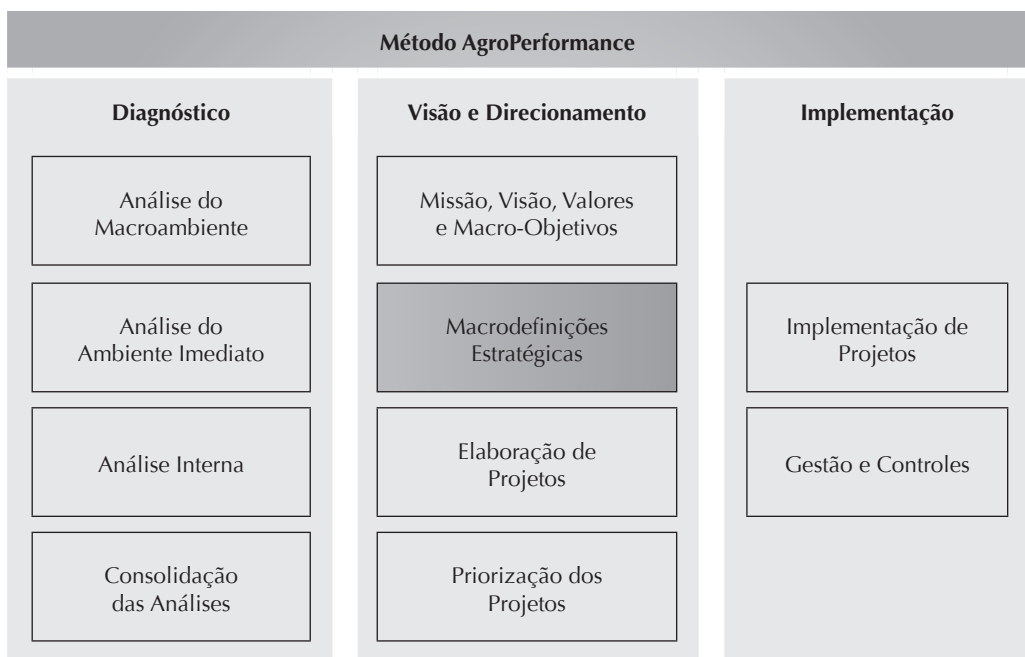 Método AgroPerformance
Diagnóstico
Análise do
Macroambiente
Análise do
Ambiente Imediato
Análise Interna
Consolidação
das Análises
Visão e Direcionamento
Missão, Visão, Valores
e Macro-Objetivos
Macrodefinições
Estratégicas
Elaboração de
Projetos
Priorização dos
Projetos
Implementação
Implementação de
Projetos
Gestão e Controles